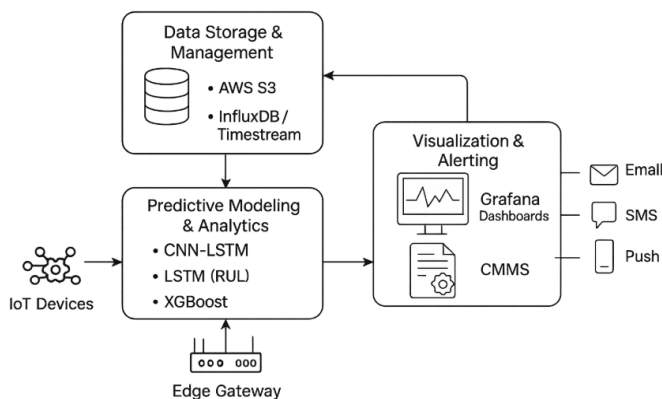 Data Storage &
Management
• AWS S3
• InfluxDB /
Timestream
Predictive Modeling
& Analytics
• CNN-LSTM
• LSTM (RUL)
• XGBoost
IoT Devices
Edge Gateway
Visualization &
Alerting
Grafana
Dashboards
CMMS
Emall
SMS
Push